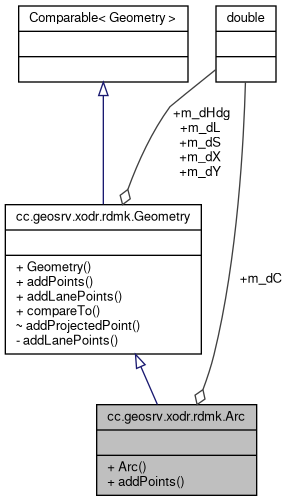 Comparable< Geometry >
double
+m_dHdg
+m_dL
+m_dS
+m_dX
+m_dY
cc.geosrv.xodr.rdmk.Geometry
+ Geometry()
+ addPoints()
+ addLanePoints()
+ compareTo()
~ addProjectedPoint()
- addLanePoints()
+m_dC
cc.geosrv.xodr.rdmk.Arc
+ Arc()
+ addPoints()